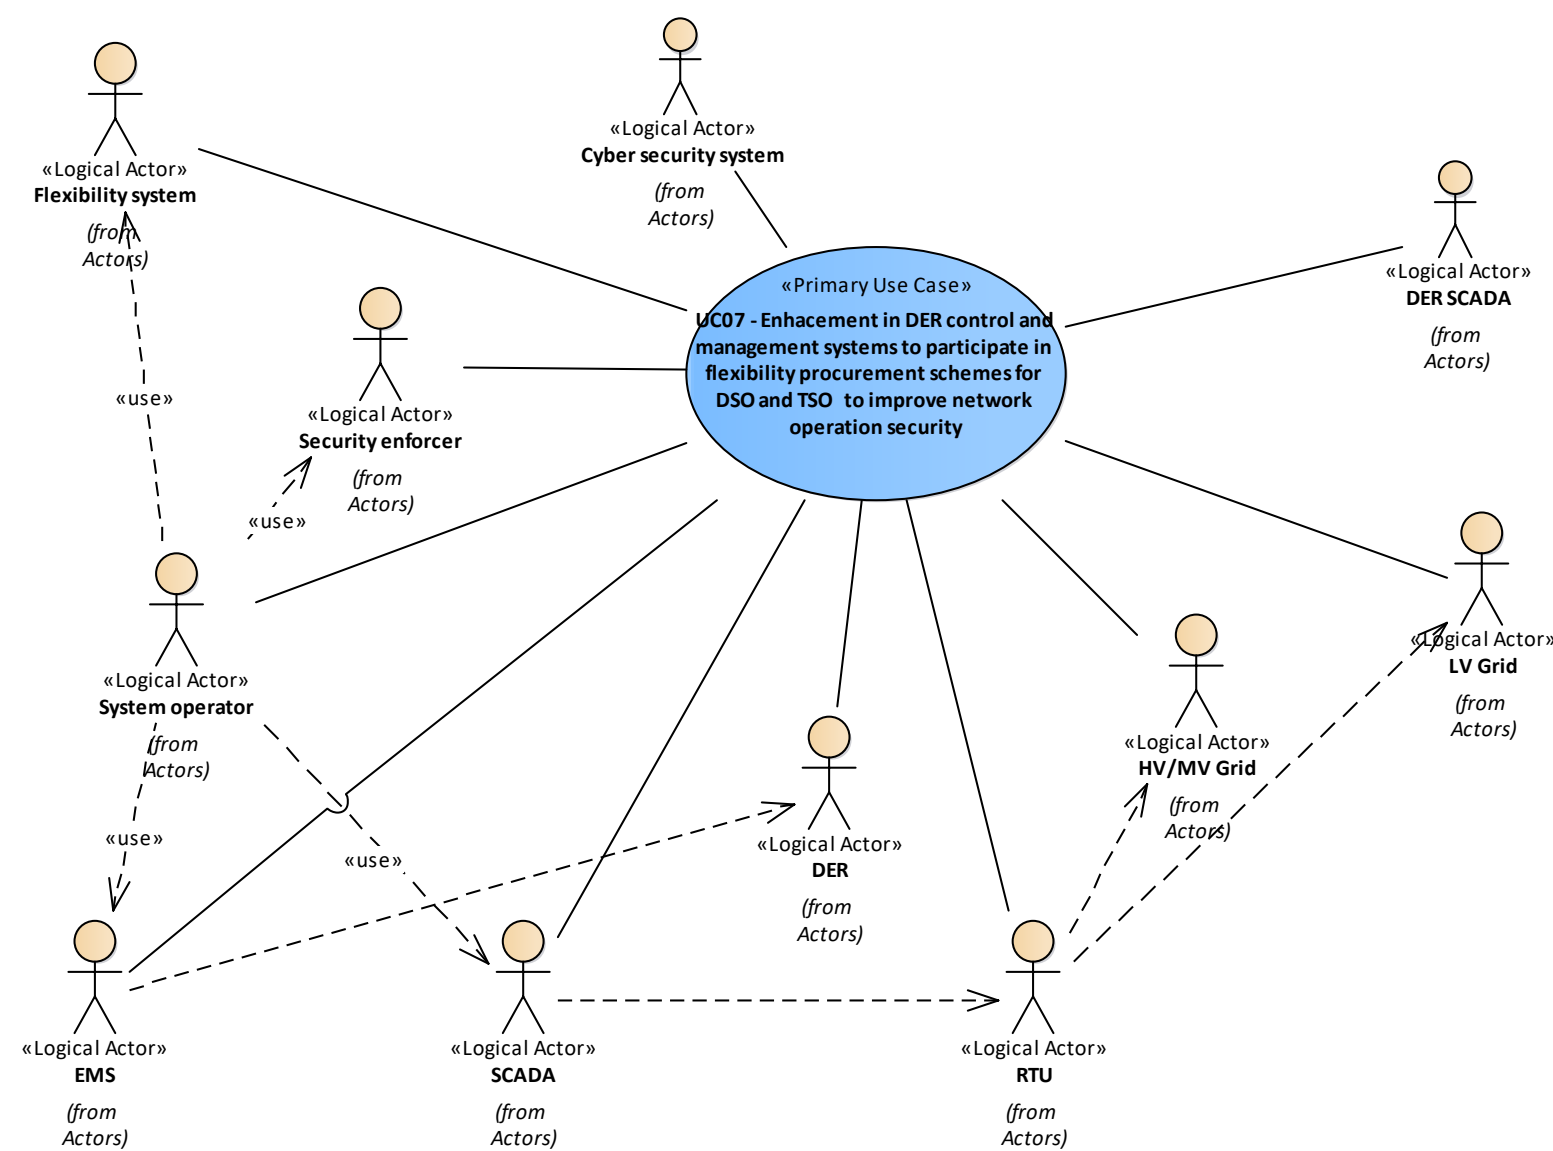 «Logical Actor»
Cyber security system
(from
Actors)
«Logical Actor»
Flexibility system
(from
Actors)
«Logical Actor»
DER SCADA
(from
Actors)
«Primary Use Case»
UC07 - Enhacement in DER control and
management systems to participate in
flexibility procurement schemes for
DSO and TSO  to improve network
operation security
«use»
«Logical Actor»
Security enforcer
(from
Actors)
«use»
«Logical Actor»
System operator
(from
Actors)
«Logical Actor»
LV Grid
(from
Actors)
«Logical Actor»
HV/MV Grid
(from
Actors)
«use»
«use»
«Logical Actor»
DER
(from
Actors)
«Logical Actor»
EMS
(from
Actors)
«Logical Actor»
SCADA
(from
Actors)
«Logical Actor»
RTU
(from
Actors)